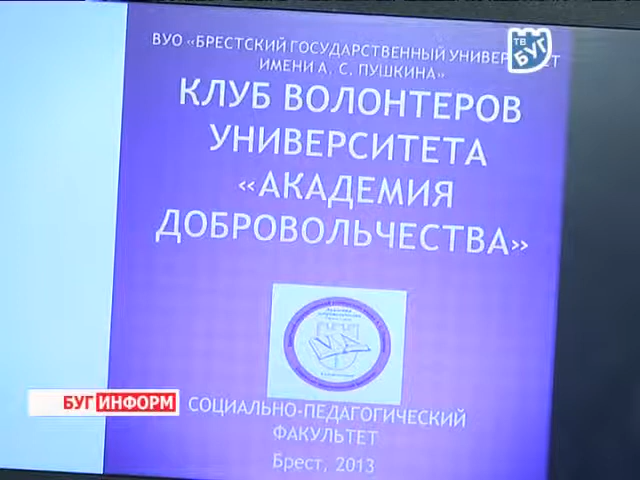 ВУО «БРЕСТСКИЙ ГОСУДАРСТВЕННЫЙ
ИМЕНИ А. С. ПУШКИНА»
КЛУБ ВОЛОНТЕРОВ
УНИВЕРСИТЕТА
«АКАДЕМИЯ
ДОБРОВОЛЬЧЕСТВА»
СОЦИАЛЬНО-ПЕДАГОГИЧЕСКИЙ
ФАКУЛЬТЕТ
Брест, 2013
ТВ
БУГ
БУГ ИНФОРМ